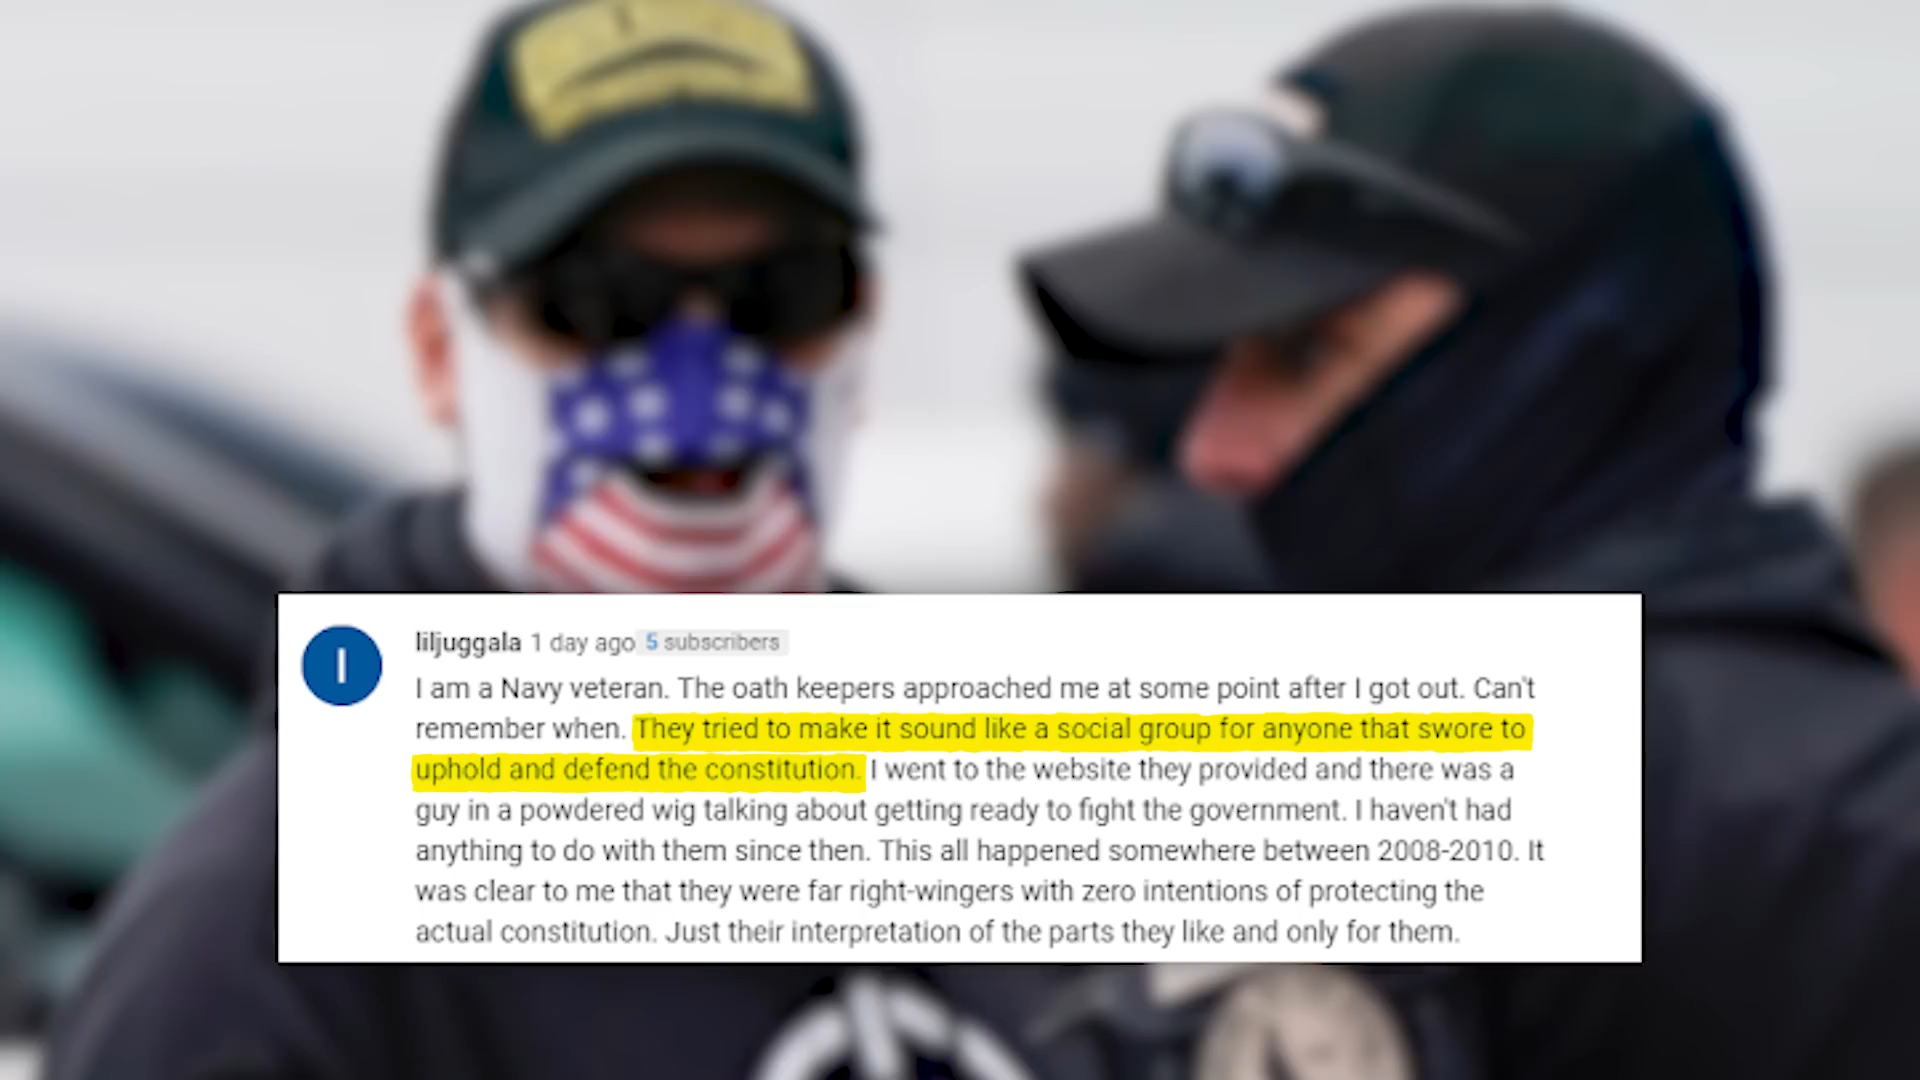 I
liljuggala 1 day ago 5 subscribers
I am a Navy veteran. The oath keepers approached me at some point after I got out. Can't
remember when. They tried to make it sound like a social group for anyone that swore to
uphold and defend the constitution. I went to the website they provided and there was a
guy in a powdered wig talking about getting ready to fight the government. I haven't had
anything to do with them since then. This all happened somewhere between 2008-2010. It
was clear to me that they were far right-wingers with zero intentions of protecting the
actual constitution. Just their interpretation of the parts they like and only for them.